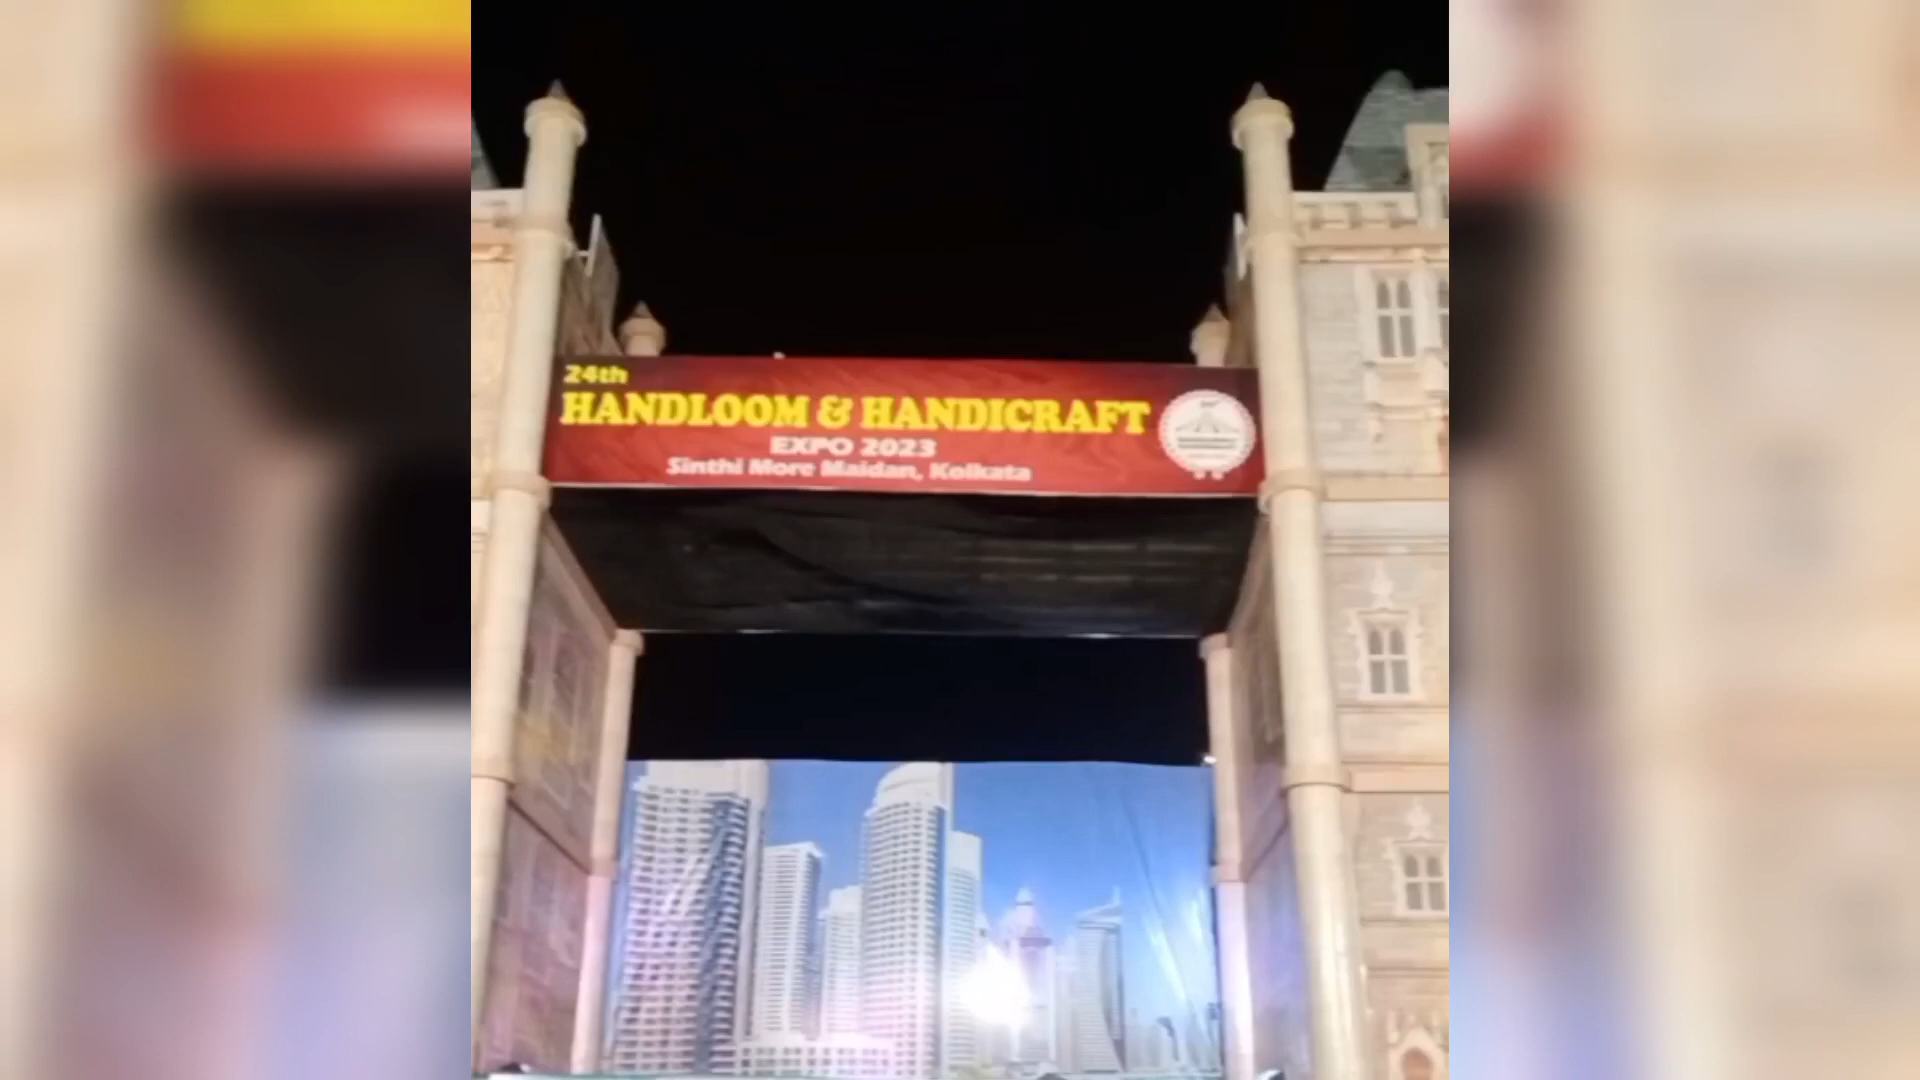 24th
HANDLOOM & HANDICRAFT
EXPO 2023
Sinthi More Maidan, Kolkata